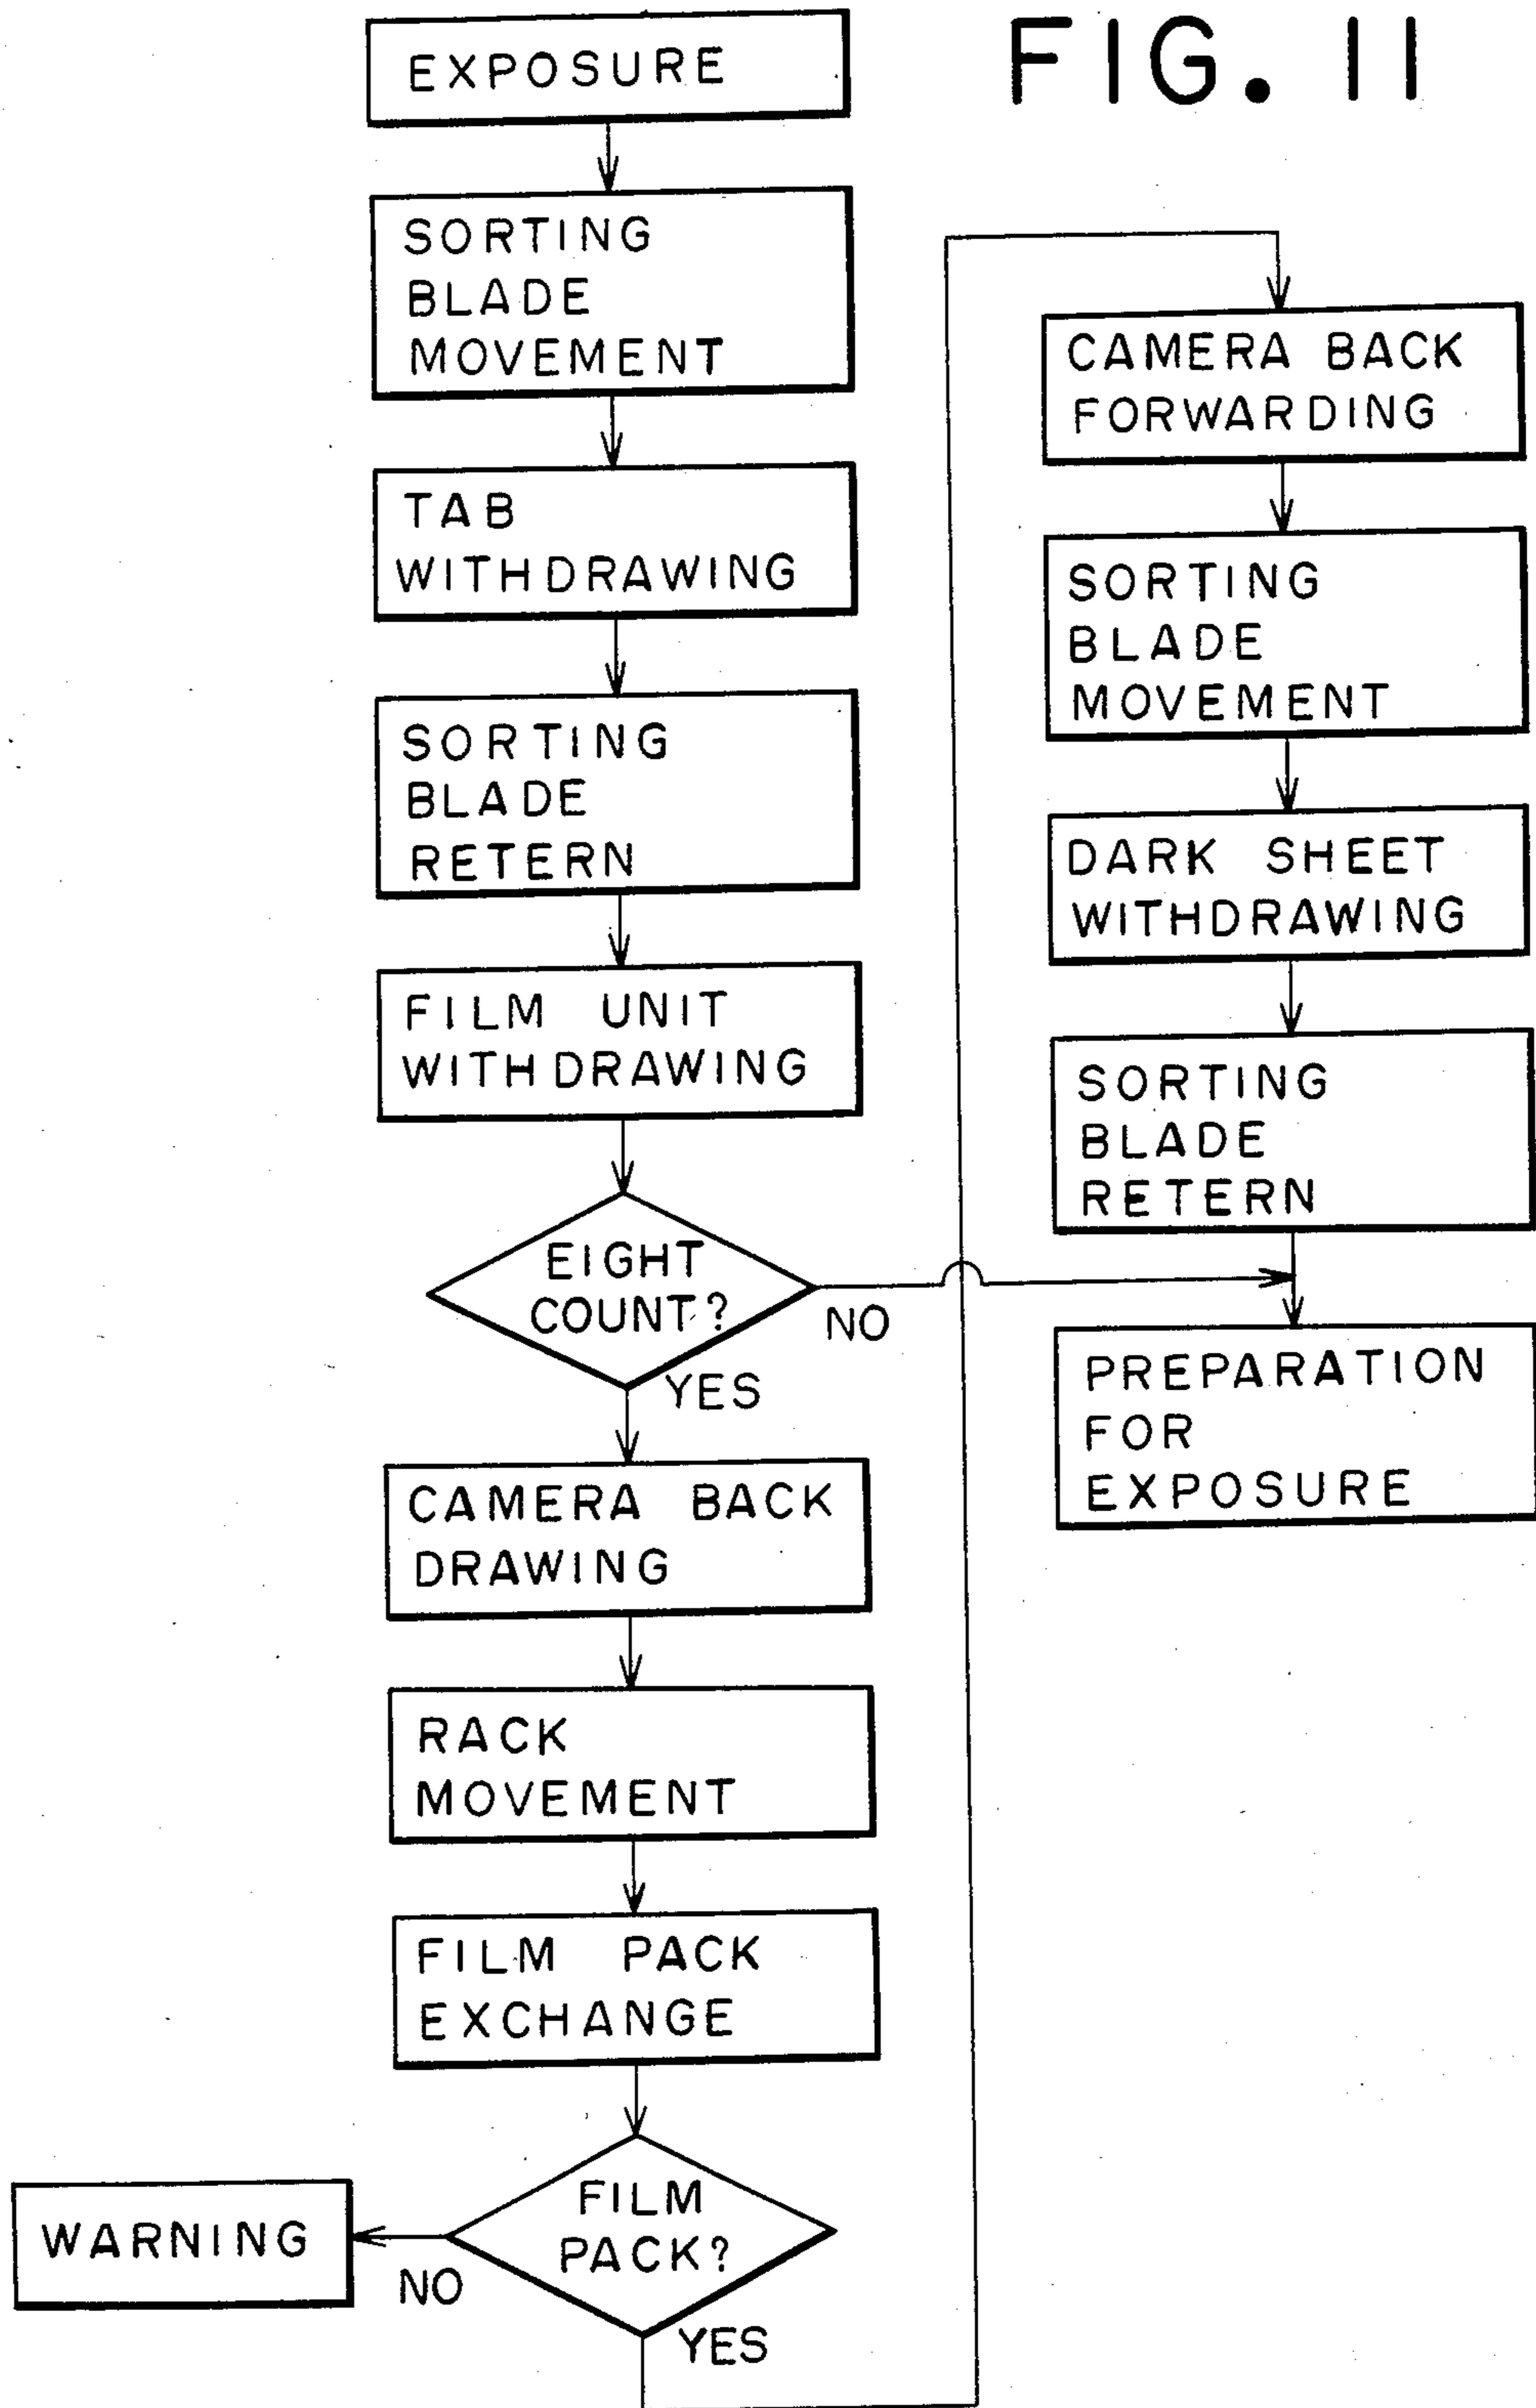 FIG. 11
EXPOSURE
SORTING
BLADE
MOVEMENT
TAB
WITHDRAWING
SORTING
BLADE
RETERN
FILM UNIT
WITHDRAWING
EIGHT
COUNT?
NO
YES
CAMERA BACK
DRAWING
RACK
MOVEMENT
FILM PACK
EXCHANGE
FILM
PACK?
NO
YES
WARNING
CAMERA BACK
FORWARDING
SORTING
BLADE
MOVEMENT
DARK SHEET
WITHDRAWING
SORTING
BLADE
RETERN
PREPARATION
FOR
EXPOSURE